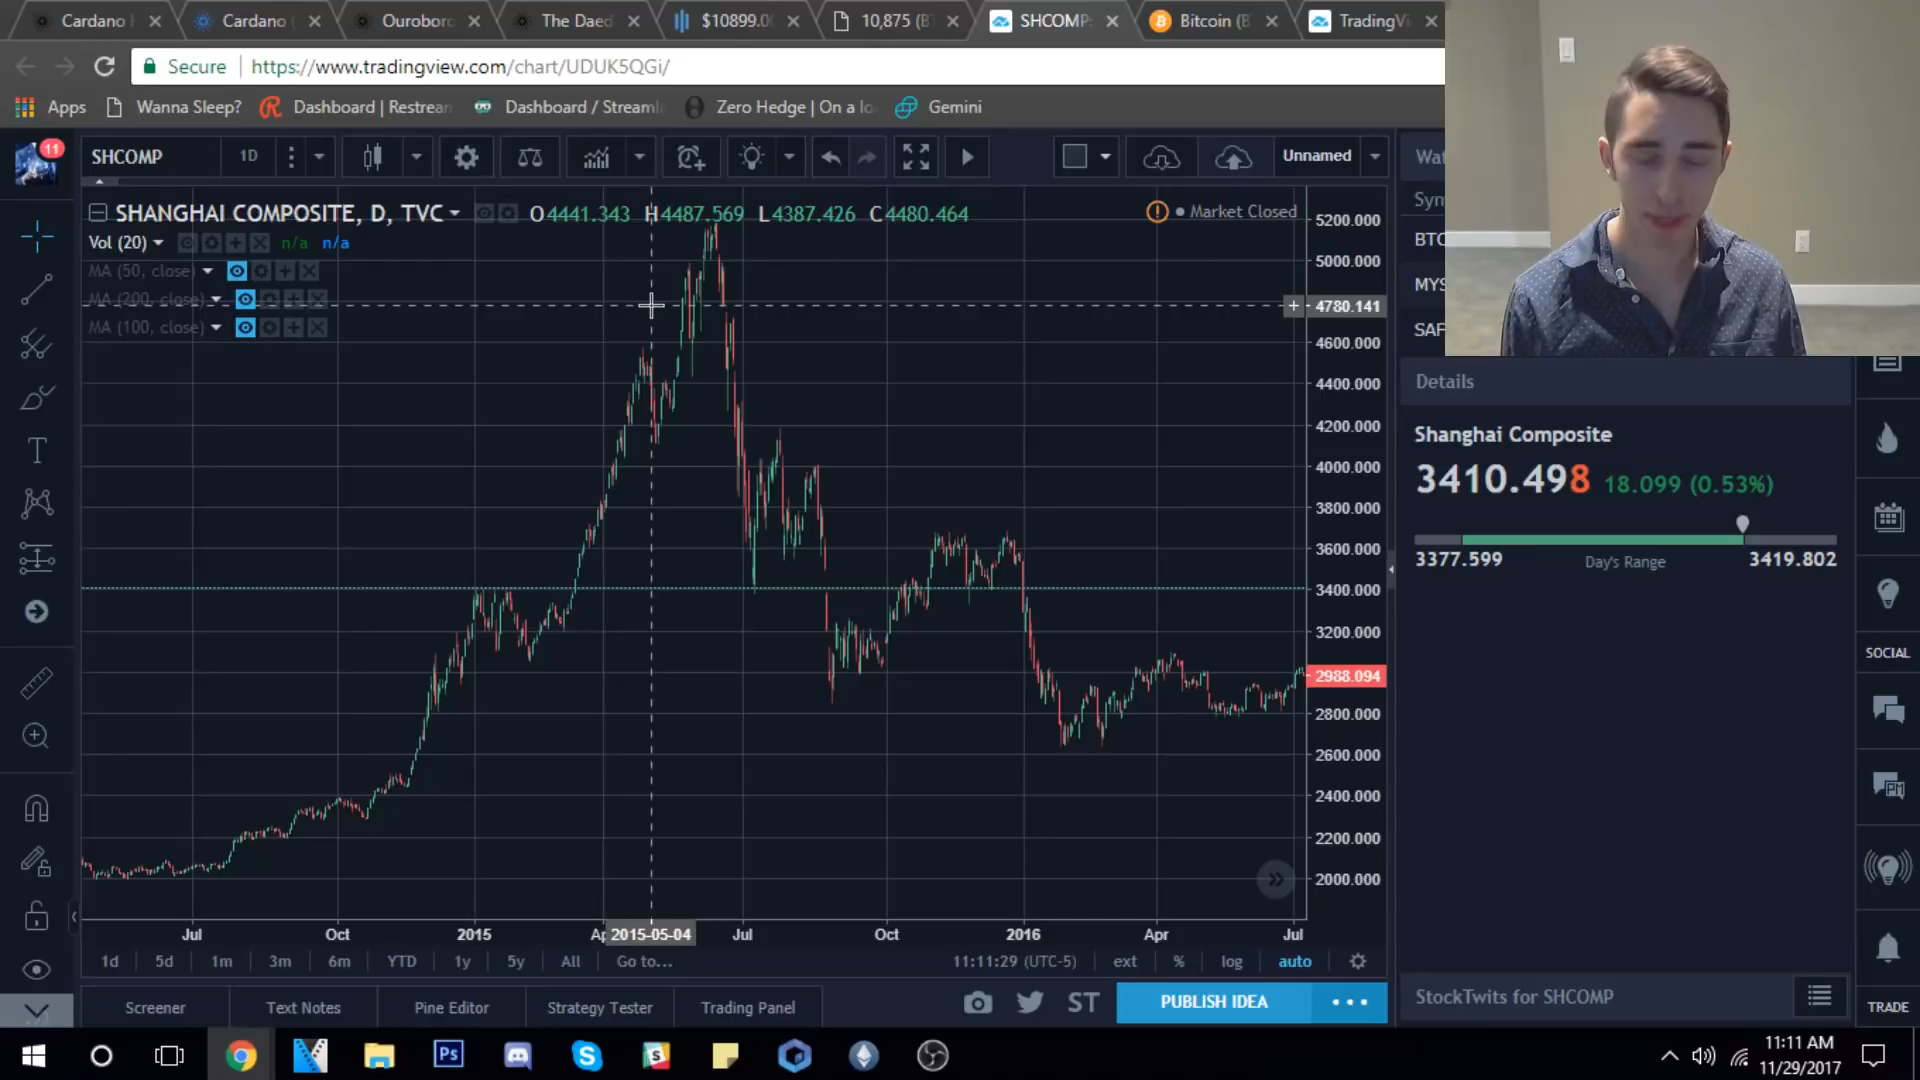 Cardano
Cardano
Ouroboro
The Daed
$10899.0
10,875 (B
SHCOMP
Bitcoin (B
TradingVi
Secure
https://www.tradingview.com/chart/UDUK5QGi/
Apps
Wanna Sleep?
Dashboard | Restrean
Dashboard / Streaml
Zero Hedge | On a lo
Gemini
11
SHCOMP
1D
Unnamed
Wat
SHANGHAI COMPOSITE, D, TVC
O4441.343 H4487.569 L4387.426 C4480.464
Market Closed
Vol (20)
n/a n/a
MA (50, close)
MA (200, close)
MA (100, close)
Syn
BTC
MYS
SAF
5200.000
5000.000
4780.141
4600.000
4400.000
4200.000
4000.000
3800.000
3600.000
3400.000
3200.000
2988.094
2800.000
2600.000
2400.000
2200.000
2000.000
Details
Shanghai Composite
3410.498 18.099 (0.53%)
3377.599
Day's Range
3419.802
SOCIAL
PM
Jul
Oct
2015
Ap
2015-05-04
Jul
Oct
2016
Apr
Jul
1d
5d
1m
3m
6m
YTD
1y
5y
All
Go to...
11:11:29 (UTC-5)
ext
%
log
auto
Screener
Text Notes
Pine Editor
Strategy Tester
Trading Panel
ST
PUBLISH IDEA
StockTwits for SHCOMP
TRADE
Ps
11:11 AM
11/29/2017